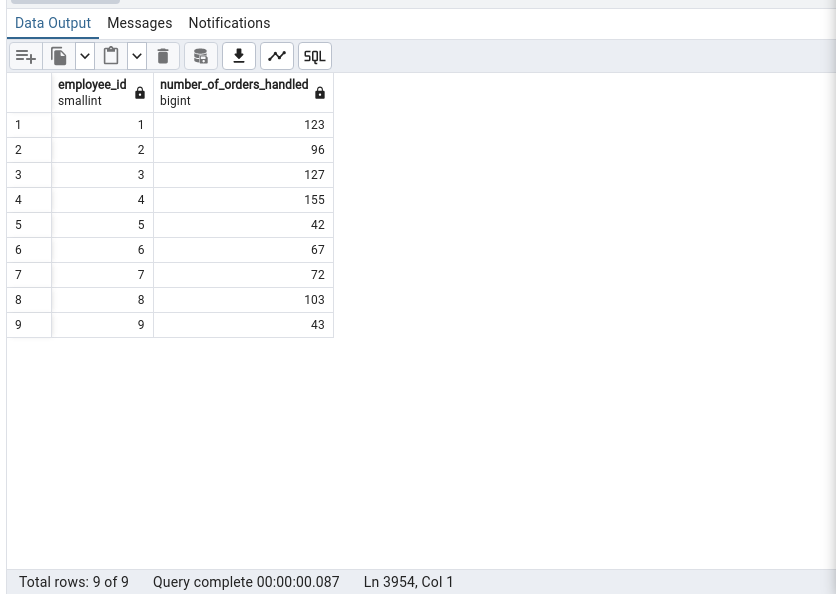 Data Output Messages Notifications
SQL
employee_id number_of_orders_handled
smallint bigint
1 1 123
2 2 96
3 3 127
4 4 155
5 5 42
6 6 67
7 7 72
8 8 103
9 9 43
Total rows: 9 of 9 Query complete 00:00:00.087 Ln 3954, Col 1